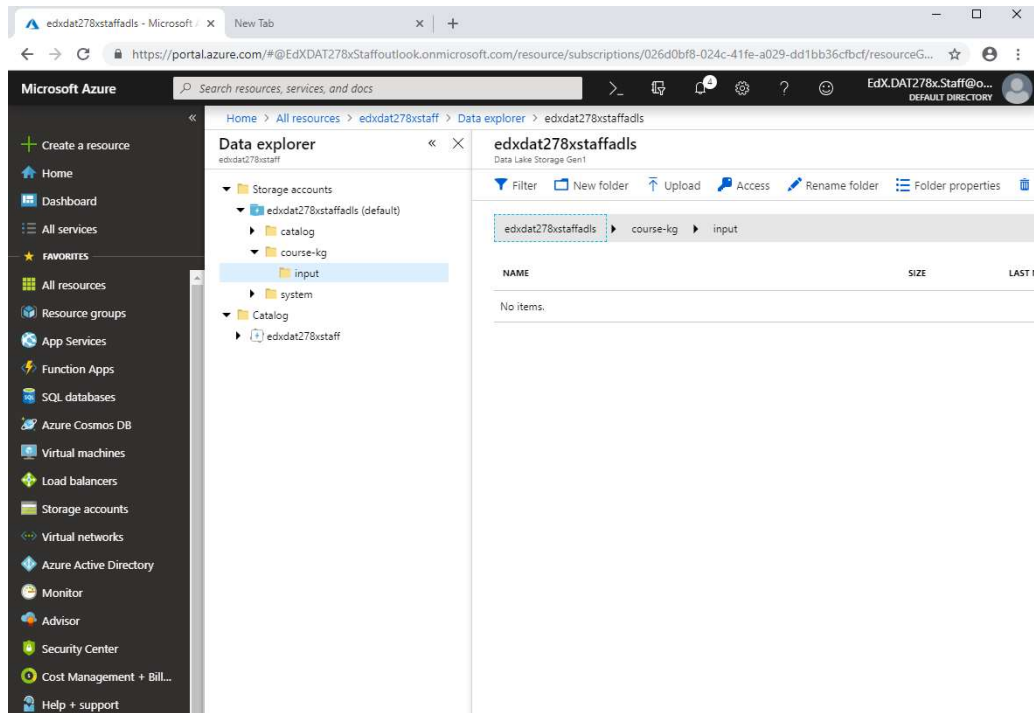 edxdat278xstaffadls - Microsoft
New Tab
https://portal.azure.com/#@EdXDAT278xStaffoutlook.onmicrosoft.com/resource/subscriptions/026d0bf8-024c-41fe-a029-dd1bb36cfbcf/resourceG...
Microsoft Azure
Search resources, services, and docs
4
EdX.DAT278x.Staff@o...
DEFAULT DIRECTORY
Home > All resources > edxdat278xstaff > Data explorer > edxdat278xstaffadls
Create a resource
Home
Dashboard
All services
FAVORITES
All resources
Resource groups
App Services
Function Apps
SQL databases
Azure Cosmos DB
Virtual machines
Load balancers
Storage accounts
Virtual networks
Azure Active Directory
Monitor
Advisor
Security Center
Cost Management + Bill...
Help + support
Data explorer
edxdat278xstaff
Storage accounts
edxdat278xstaffadls (default)
catalog
course-kg
input
system
Catalog
edxdat278xstaff
edxdat278xstaffadls
Data Lake Storage Gen1
Filter New folder Upload Access Rename folder Folder properties
edxdat278xstaffadls course-kg input
NAME SIZE LAST
No items.